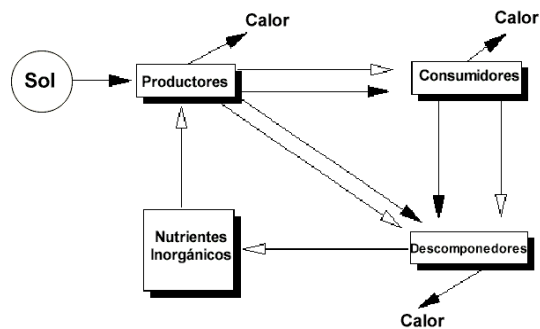 Calor
Calor
Sol
Productores
Consumidores
Nutrientes
Inorgánicos
Descomponedores
Calor